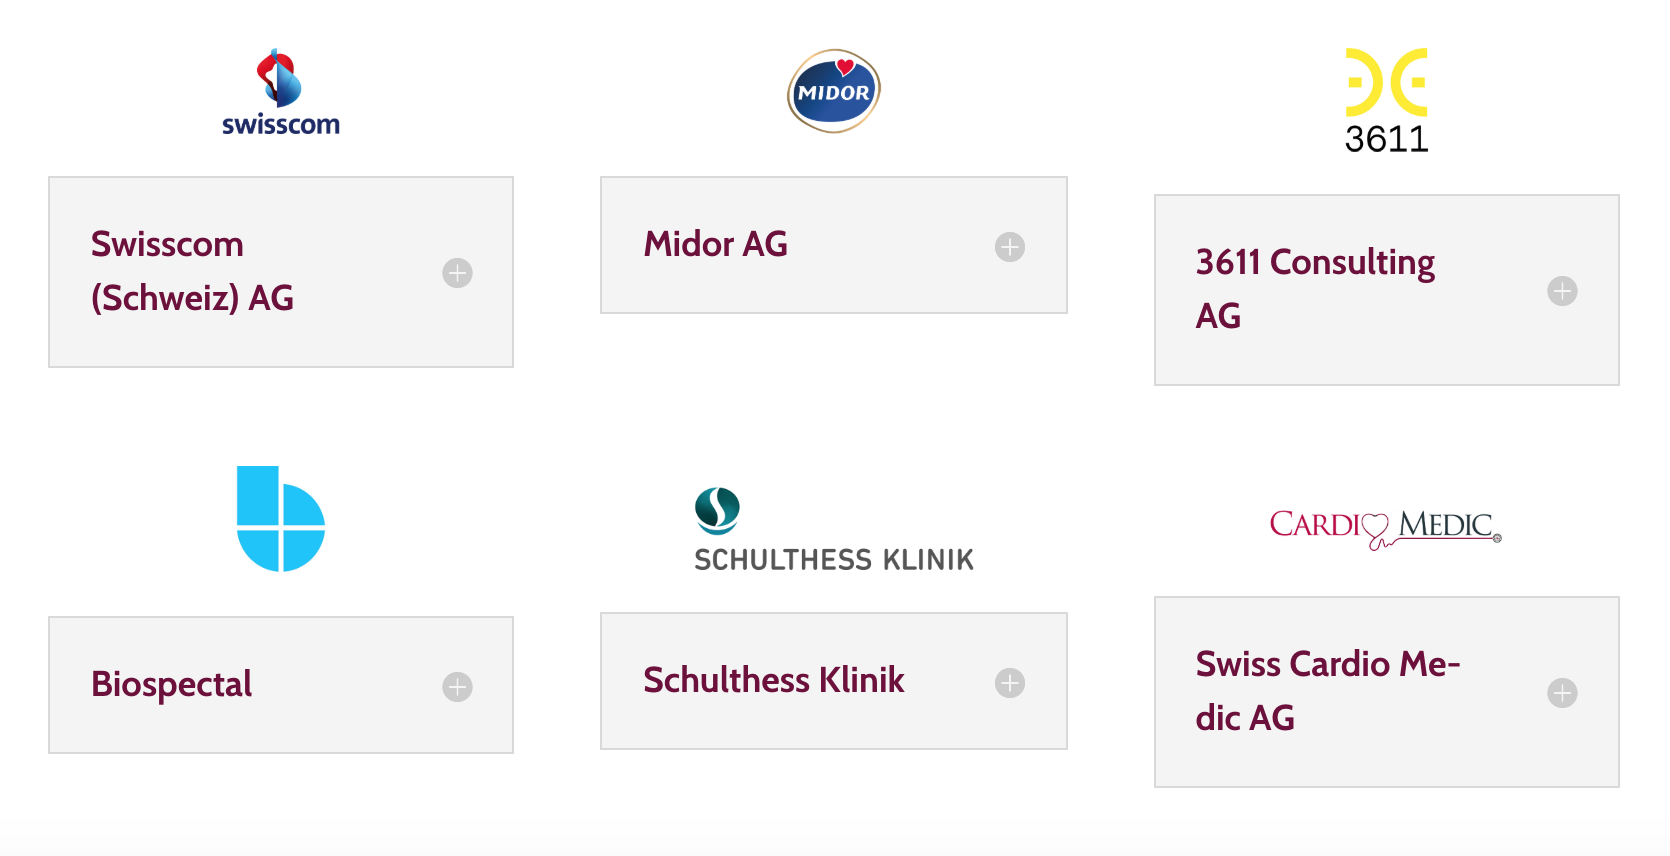 swisscom
MIDOR
3611
Swisscom
(Schweiz) AG
Midor AG
3611 Consulting
AG
SCHULTHESS KLINIK
CARDI MEDIC
Biospectal
Schulthess Klinik
Swiss Cardio Me-
dic AG